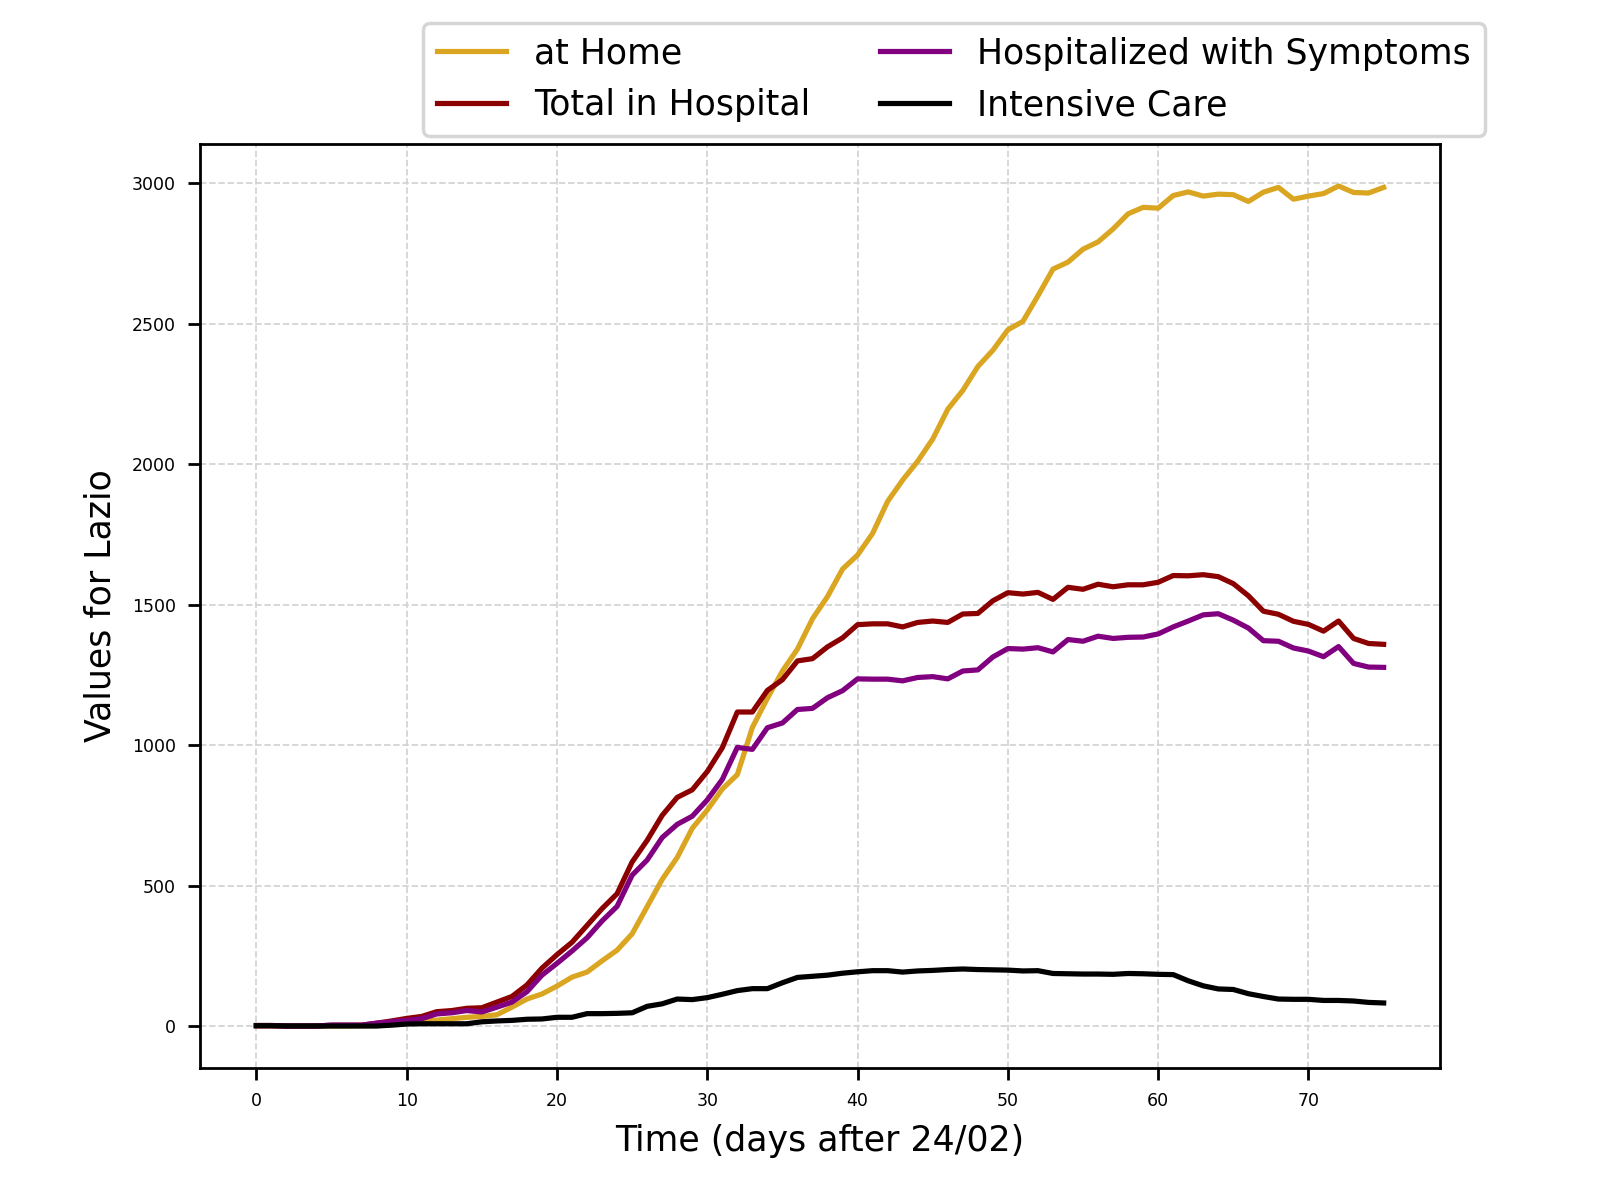 at Home
Total in Hospital
Hospitalized with Symptoms
Intensive Care
Values for Lazio
3000
2500
2000
1500
1000
500
0
0 10 20 30 40 50 60 70
Time (days after 24/02)